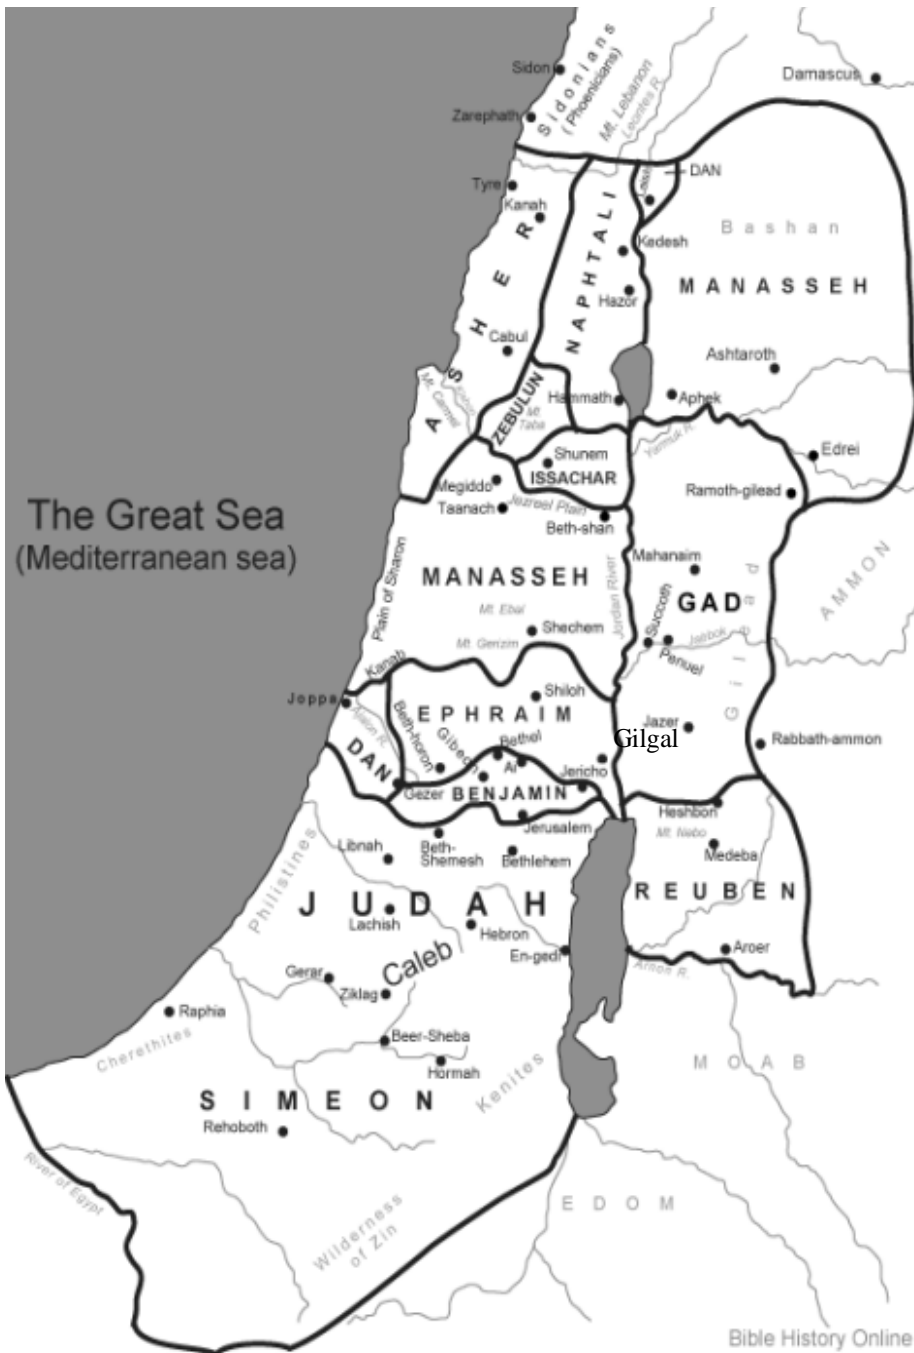 Sidon
Sidonians
(Phoenicians)
Mt. Lebanon
Leontes R.
Damascus
Zarephath
Tyre
Kanah
DAN
Bashan
Kedesh
NAPHTALI
MANASSEH
Hazor
ASHER
Cabul
Ashtaroth
Mt. Carmel
ZEBULUN
Mt.
Taba
Hammath
Aphek
Yarmuk R.
Edrei
Shunem
ISSACHAR
Megiddo
Jezreel Plain
Ramoth-gilead
Taanach
Beth-shan
The Great Sea
(Mediterranean sea)
Plain of Sharon
MANASSEH
Jordan River
Mahanaim
GAD
Gilead
AMMON
Mt. Ebal
Shechem
Mt. Gerizim
Succoth
Jabbok
Penuel
Kanah
Joppa
Shiloh
EPHRAIM
Beth-horon
Gibeon
Bethel
Ai
Jazer
Gilgal
Rabbath-ammon
DAN
Jericho
Gezer
BENJAMIN
Heshbon
Mt. Nebo
Jerusalem
Philistines
Libnah
Beth-
Shemesh
Bethlehem
Medeba
JUDAH
REUBEN
Lachish
Hebron
Caleb
En-gedi
Aroer
Arnon R.
Gerar
Ziklag
Raphia
Cherethites
Beer-Sheba
Hormah
Kenites
MOAB
SIMEON
Rehoboth
River of Egypt
Wilderness
of Zin
EDOM
Bible History Online